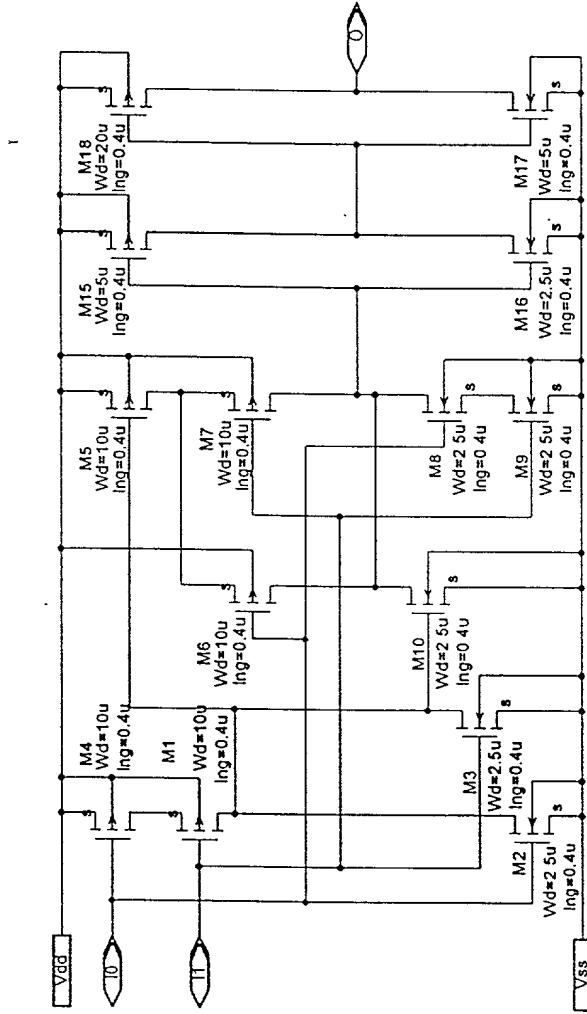 Vdd
I0
I1
Vss
M4
Wd=10u
lng=0.4u
M1
Wd=10u
lng=0.4u
M2
Wd=2 5u
lng=0.4u
M3
Wd=2.5u
lng=0.4u
M6
Wd=10u
lng=0.4u
M10
Wd=2 5u
lng=0 4u
M5
Wd=10u
lng=0.4u
M7
Wd=10u
lng=0.4u
M8
Wd=2 5u
lng=0 4u
M9
Wd=2 5u
lng=0 4u
M15
Wd=5u
lng=0.4u
M16
Wd=2.5u
lng=0.4u
M18
Wd=20u
lng=0.4u
M17
Wd=5u
lng=0.4u
O
s
s
s
s
s
s
s
s
s
s
s
s
s
s